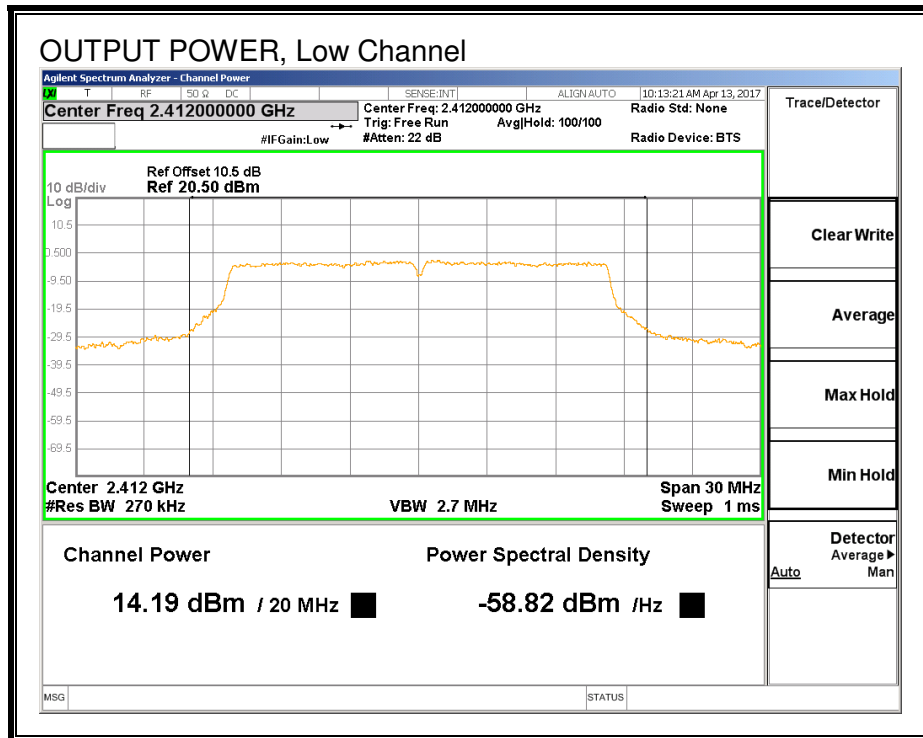 OUTPUT POWER, Low Channel
Agilent Spectrum Analyzer - Channel Power
LXI T RF 50 Ω DC SENSE:INT ALIGN AUTO 10:13:21 AM Apr 13, 2017
Center Freq 2.412000000 GHz
Center Freq: 2.412000000 GHz Radio Std: None
Trig: Free Run Avg|Hold: 100/100
#IFGain:Low #Atten: 22 dB Radio Device: BTS
Trace/Detector
Ref Offset 10.5 dB
10 dB/div Ref 20.50 dBm
Log
10.5
0.500
-9.50
-19.5
-29.5
-39.5
-49.5
-59.5
-69.5
Center 2.412 GHz Span 30 MHz
#Res BW 270 kHz VBW 2.7 MHz Sweep 1 ms
Clear Write
Average
Max Hold
Min Hold
Detector
Average▶
Auto Man
Channel Power Power Spectral Density
14.19 dBm / 20 MHz -58.82 dBm /Hz
MSG STATUS